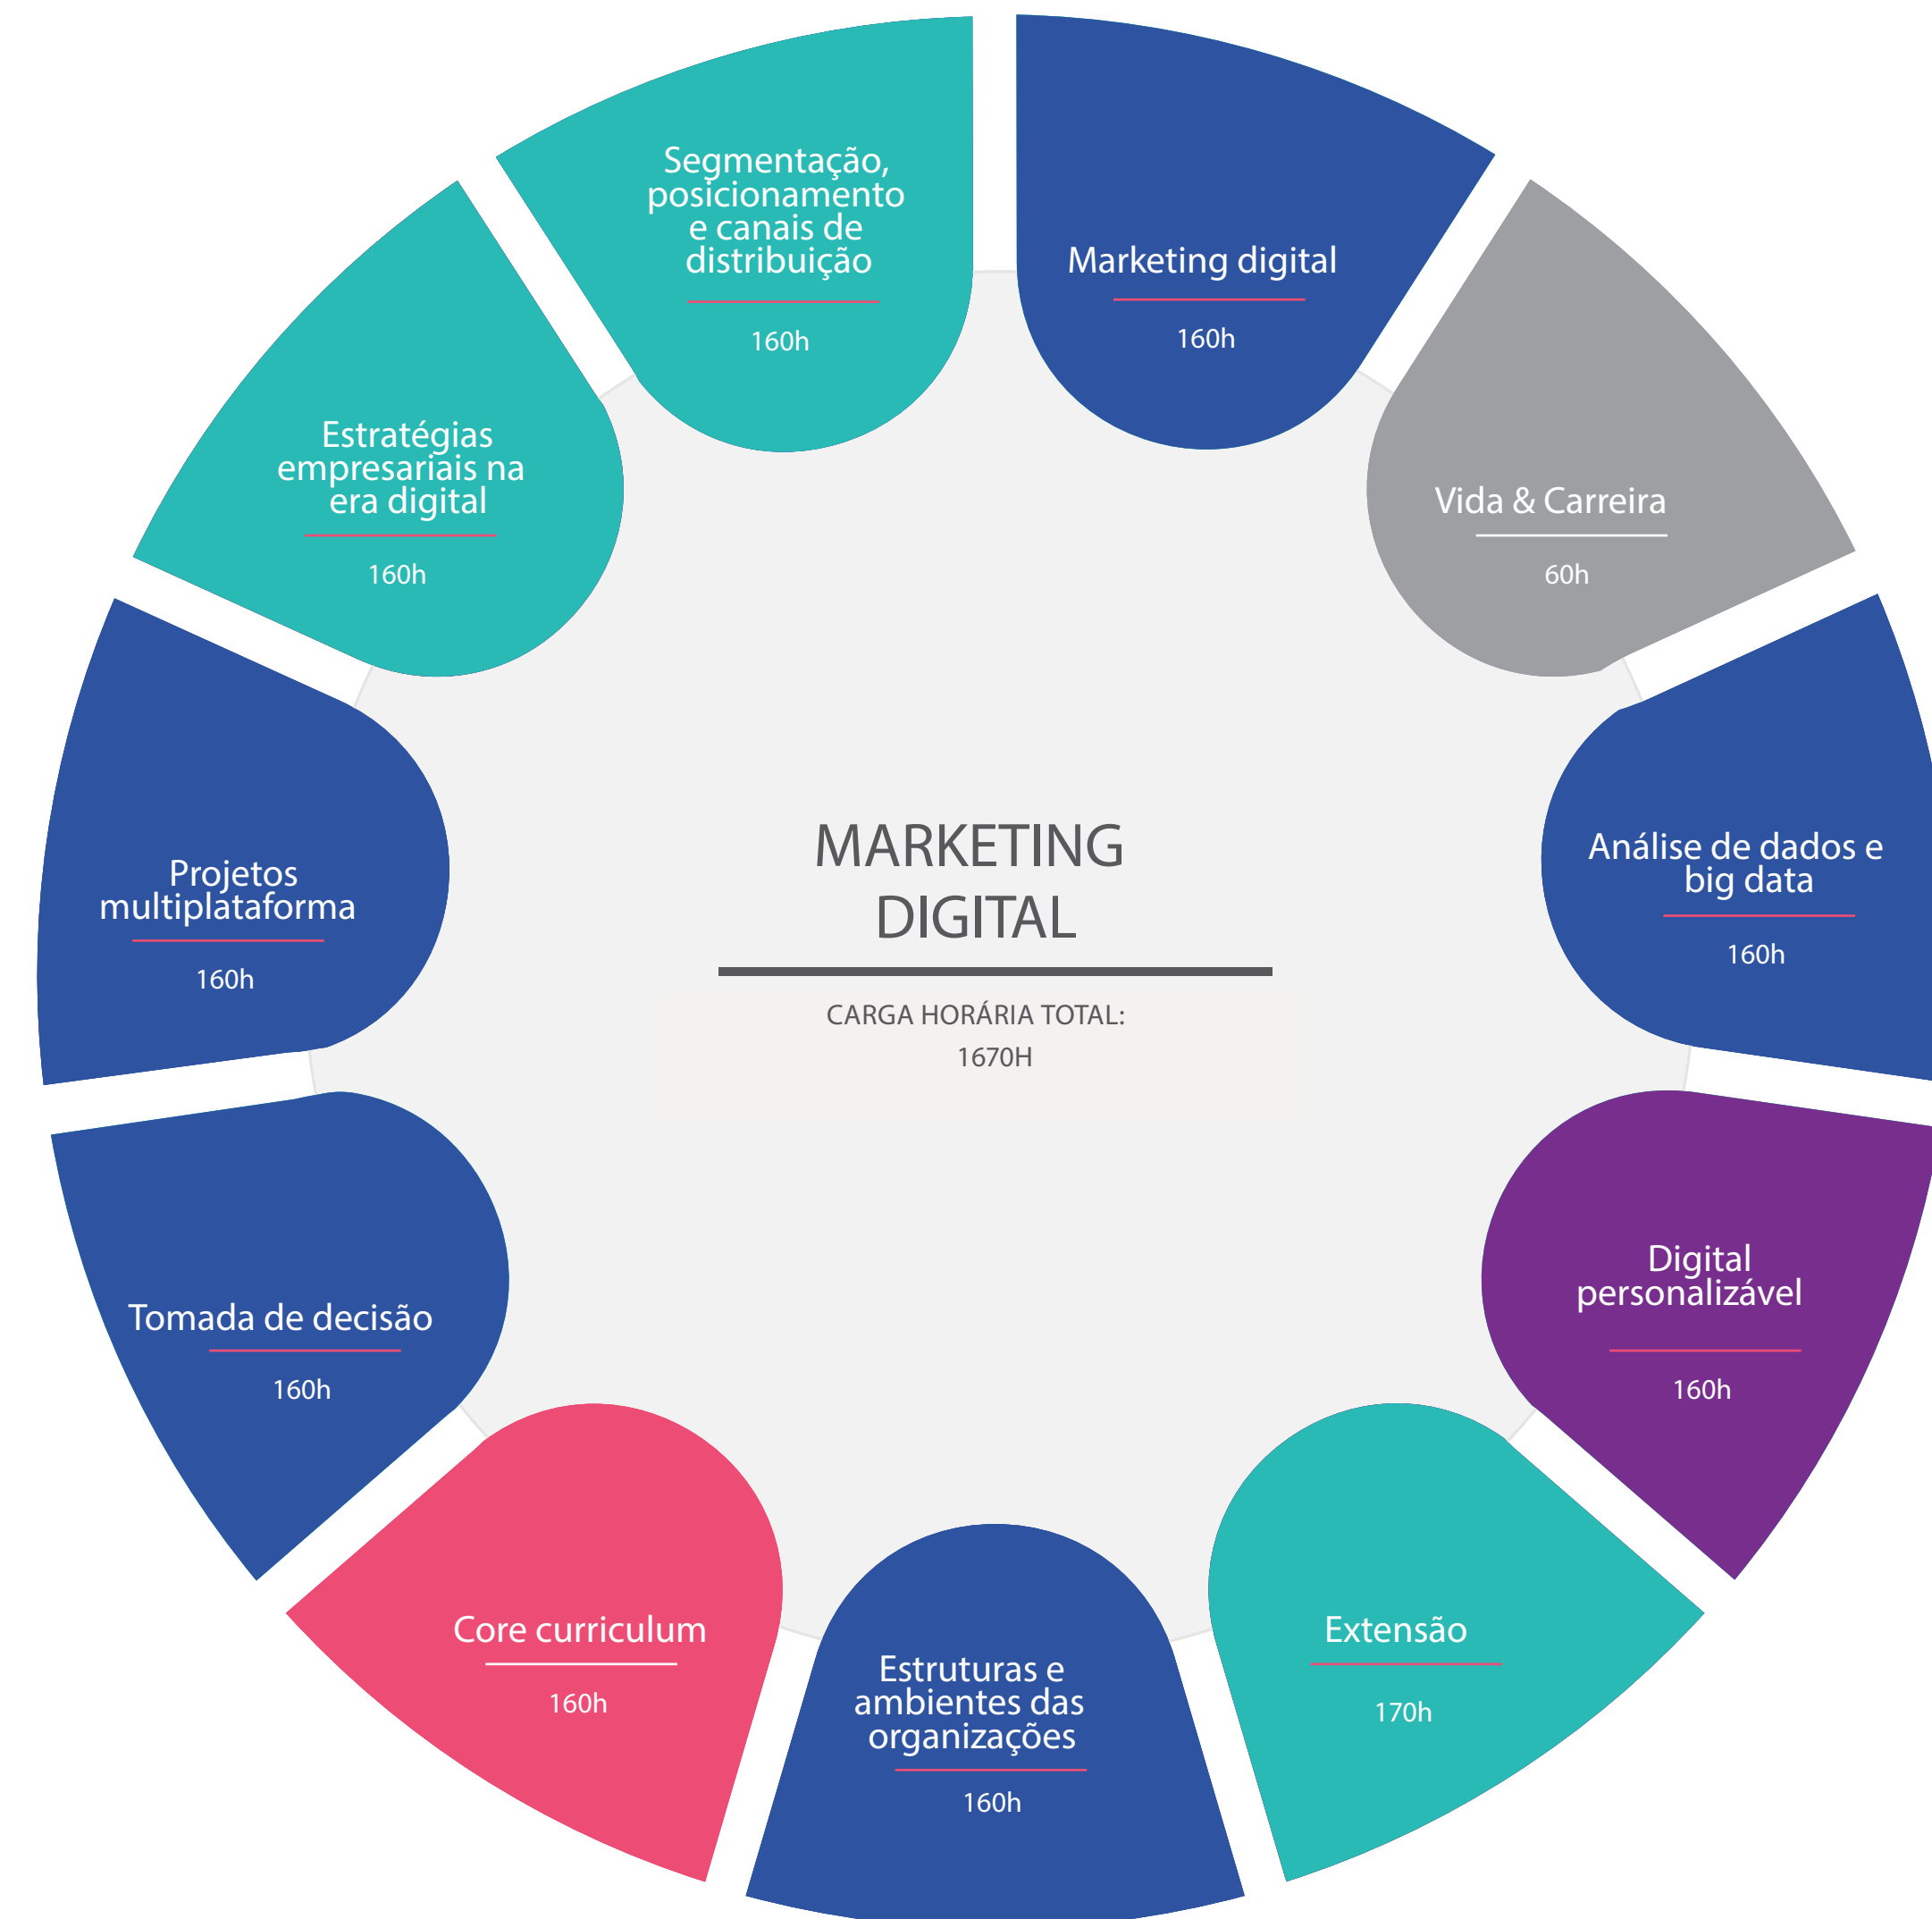 Segmentação,
posicionamento
e canais de
distribuição
160h
Marketing digital
160h
Vida & Carreira
60h
Análise de dados e
big data
160h
Digital
personalizável
160h
Extensão
170h
Estruturas e
ambientes das
organizações
160h
Core curriculum
160h
Tomada de decisão
160h
Projetos
multiplataforma
160h
Estratégias
empresariais na
era digital
160h
MARKETING
DIGITAL
CARGA HORÁRIA TOTAL:
1670H